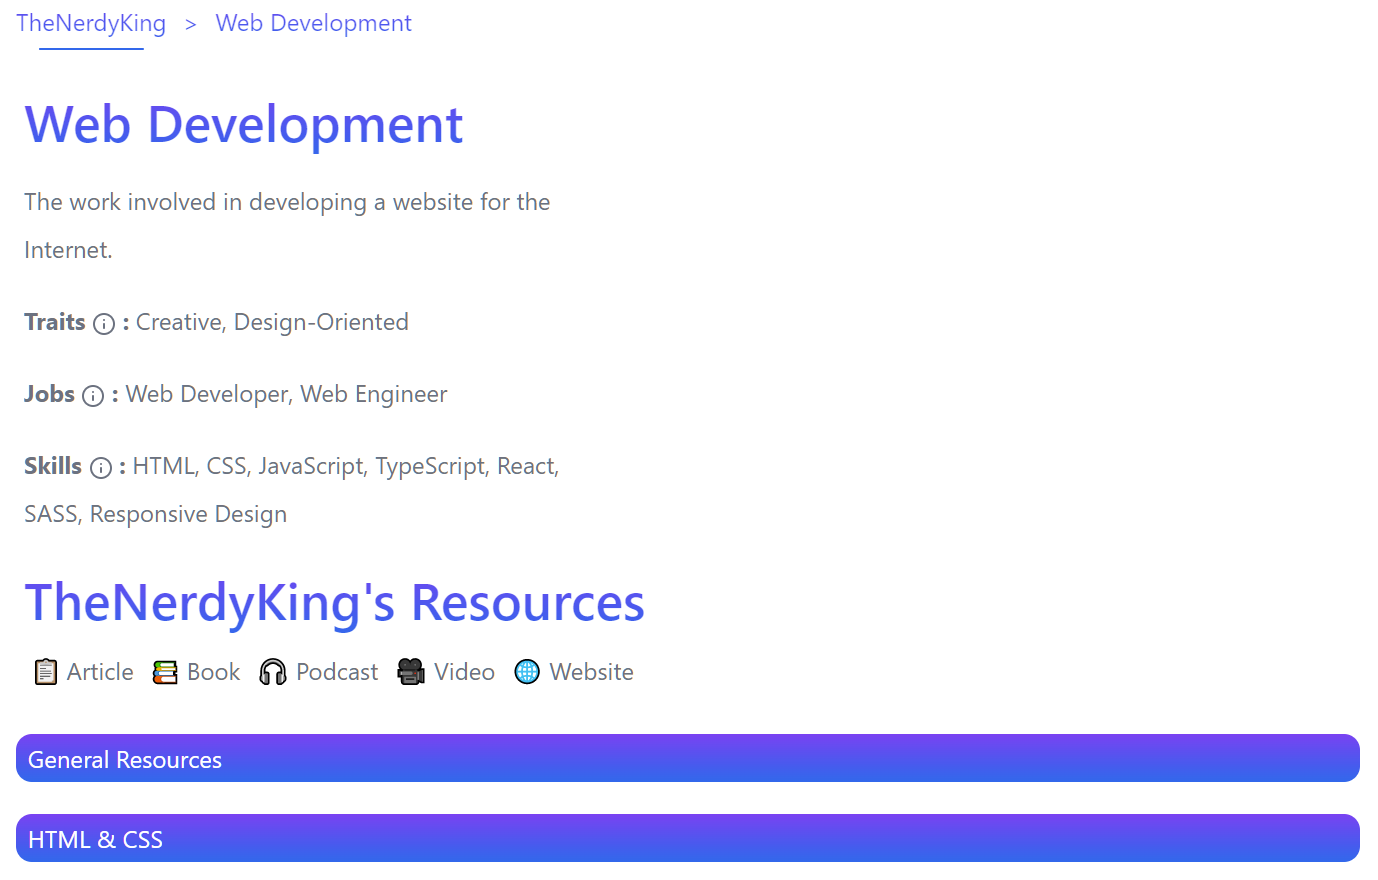 TheNerdyKing > Web Development
Web Development
The work involved in developing a website for the
Internet.
Traits : Creative, Design-Oriented
Jobs : Web Developer, Web Engineer
Skills : HTML, CSS, JavaScript, TypeScript, React,
SASS, Responsive Design
TheNerdyKing's Resources
Article Book Podcast Video Website
General Resources
HTML & CSS